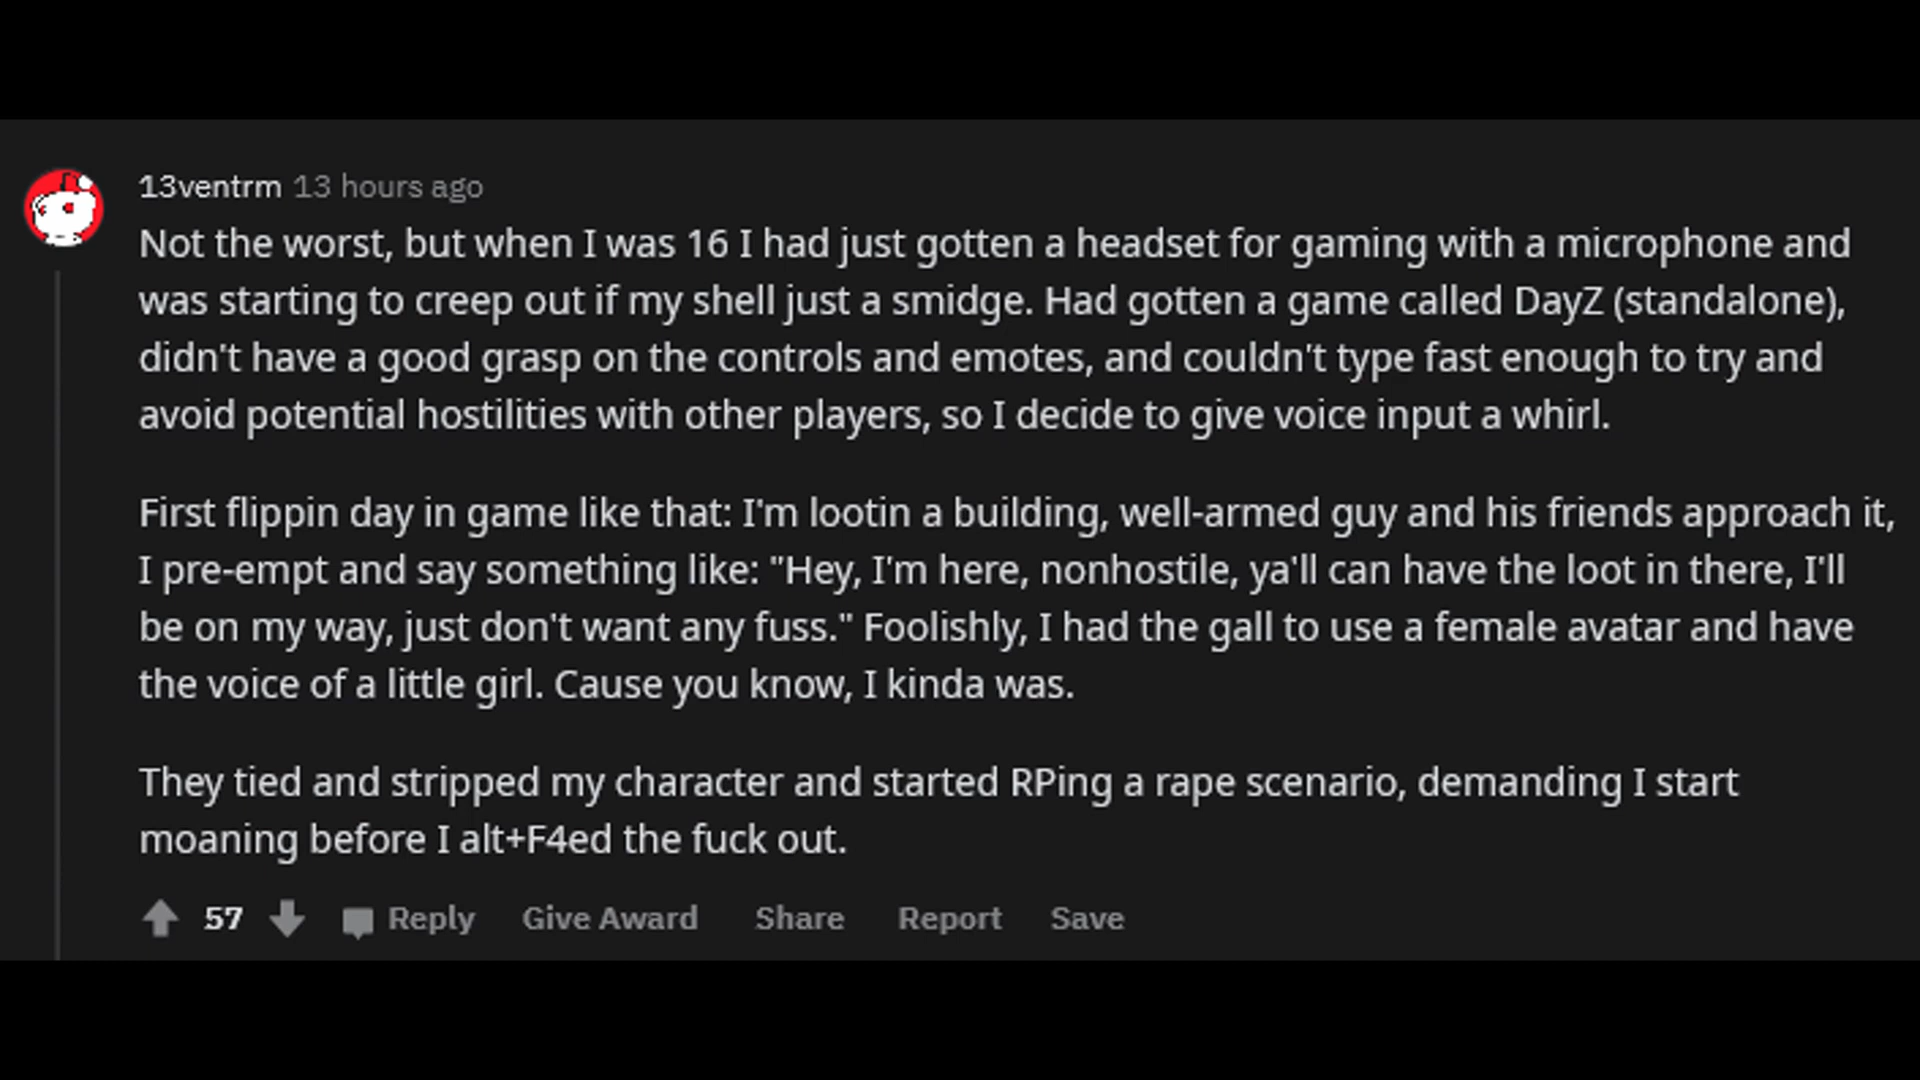 13ventrm 13 hours ago
Not the worst, but when I was 16 I had just gotten a headset for gaming with a microphone and
was starting to creep out if my shell just a smidge. Had gotten a game called DayZ (standalone),
didn't have a good grasp on the controls and emotes, and couldn't type fast enough to try and
avoid potential hostilities with other players, so I decide to give voice input a whirl.
First flippin day in game like that: I'm lootin a building, well-armed guy and his friends approach it,
I pre-empt and say something like: "Hey, I'm here, nonhostile, ya'll can have the loot in there, I'll
be on my way, just don't want any fuss." Foolishly, I had the gall to use a female avatar and have
the voice of a little girl. Cause you know, I kinda was.
They tied and stripped my character and started RPing a rape scenario, demanding I start
moaning before I alt+F4ed the fuck out.
57 Reply Give Award Share Report Save